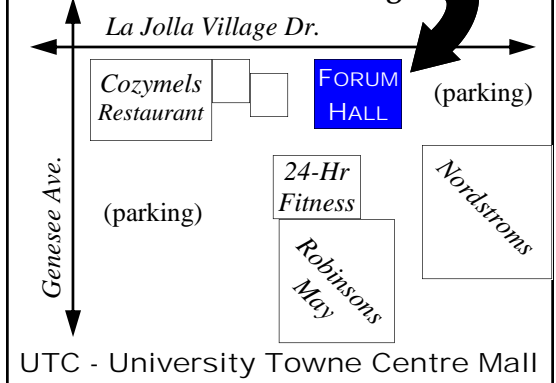 La Jolla Village Dr.
Cozymels
Restaurant
FORUM
HALL
(parking)
24-Hr
Fitness
Nordstroms
Genesee Ave.
(parking)
Robinsons
May
UTC - University Towne Centre Mall